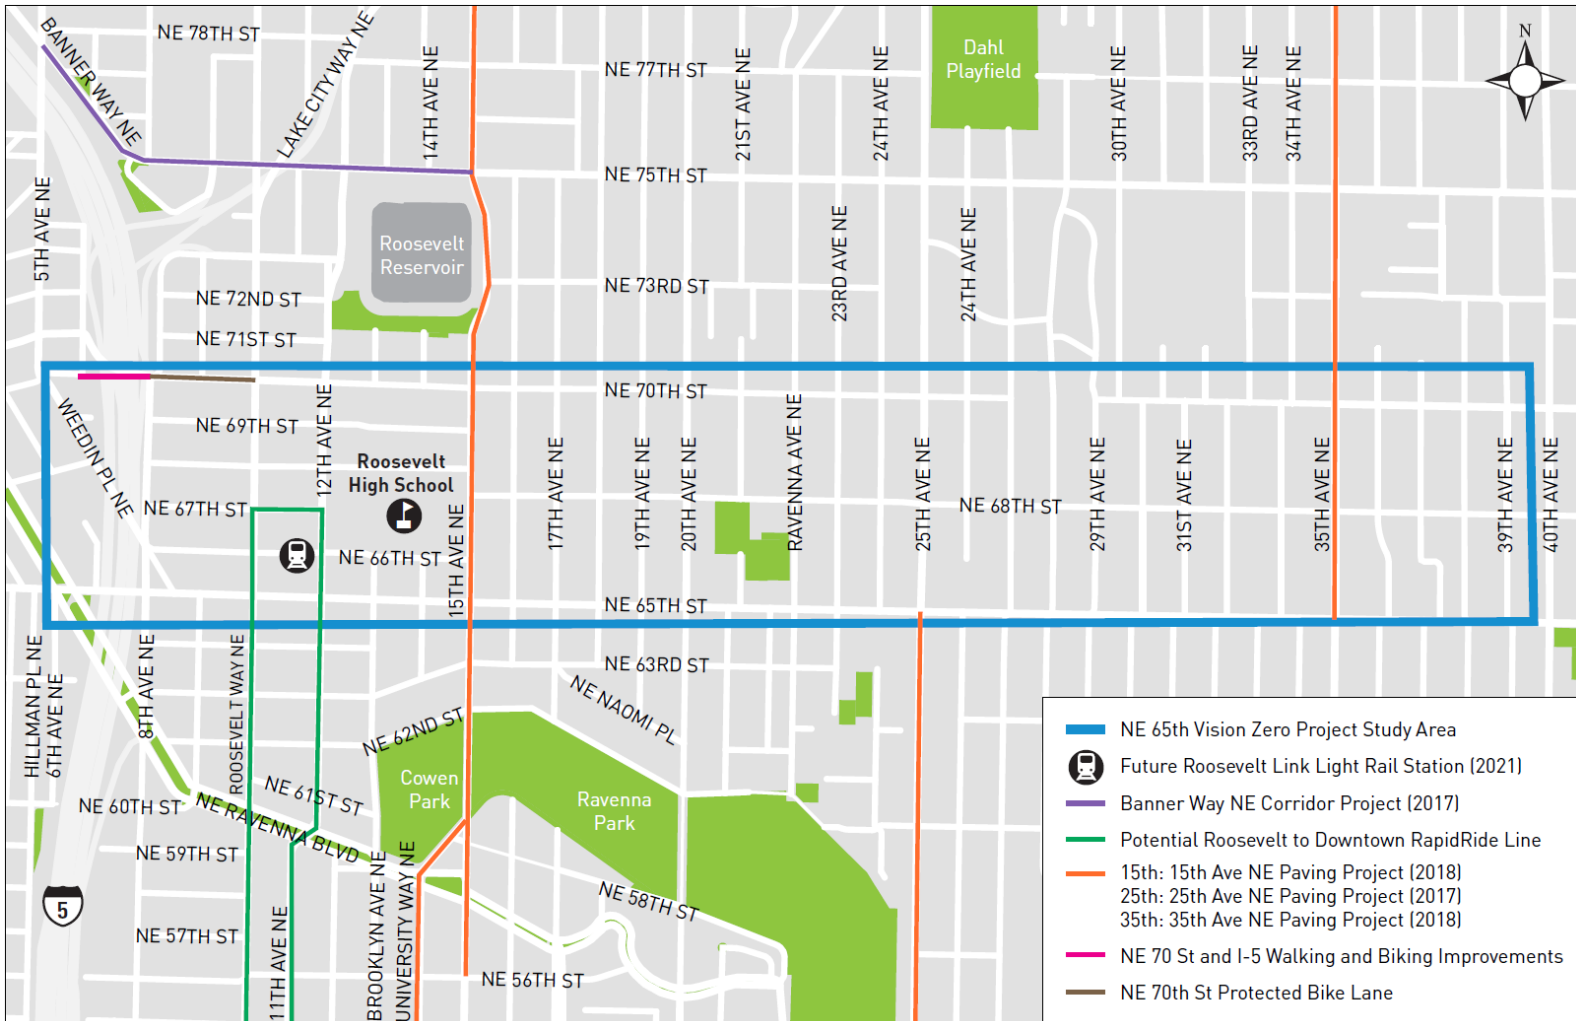 BANNER WAY NE
NE 78TH ST
LAKE CITY WAY NE
14TH AVE NE
NE 77TH ST
21ST AVE NE
24TH AVE NE
Dahl
Playfield
30TH AVE NE
33RD AVE NE
34TH AVE NE
N
5TH AVE NE
NE 75TH ST
Roosevelt
Reservoir
23RD AVE NE
24TH AVE NE
NE 72ND ST
NE 73RD ST
NE 71ST ST
WEEDIN PL NE
NE 70TH ST
NE 69TH ST
12TH AVE NE
Roosevelt
High School
17TH AVE NE
19TH AVE NE
20TH AVE NE
RAVENNA AVE NE
25TH AVE NE
NE 68TH ST
29TH AVE NE
31ST AVE NE
35TH AVE NE
39TH AVE NE
40TH AVE NE
NE 67TH ST
NE 66TH ST
15TH AVE NE
NE 65TH ST
HILLMAN PL NE
6TH AVE NE
8TH AVE NE
ROOSEVELT WAY NE
NE 63RD ST
NE NAOMI PL
NE 62ND ST
NE 61ST ST
Cowen
Park
Ravenna
Park
NE 60TH ST
NE RAVENNA BLVD
NE 59TH ST
NE 58TH ST
5
NE 57TH ST
11TH AVE NE
BROOKLYN AVE NE
UNIVERSITY WAY NE
NE 56TH ST
NE 65th Vision Zero Project Study Area
Future Roosevelt Link Light Rail Station (2021)
Banner Way NE Corridor Project (2017)
Potential Roosevelt to Downtown RapidRide Line
15th: 15th Ave NE Paving Project (2018)
25th: 25th Ave NE Paving Project (2017)
35th: 35th Ave NE Paving Project (2018)
NE 70 St and I-5 Walking and Biking Improvements
NE 70th St Protected Bike Lane